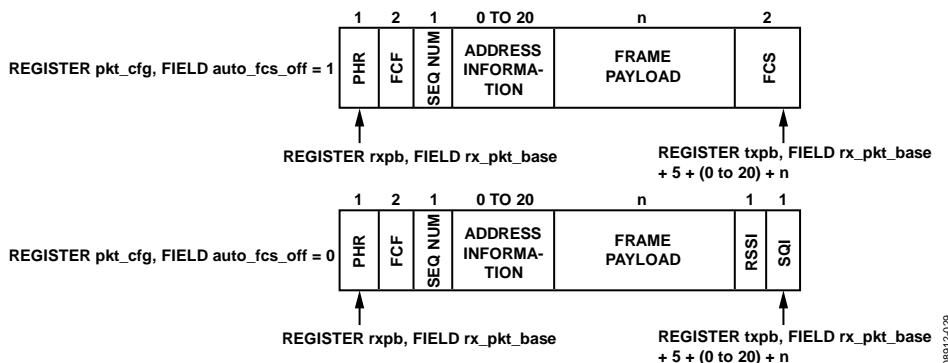 1 2 1 0 TO 20 n 2
REGISTER pkt_cfg, FIELD auto_fcs_off = 1
PHR
FCF
SEQ NUM
ADDRESS
INFORMA-
TION
FRAME
PAYLOAD
FCS
REGISTER rxpb, FIELD rx_pkt_base
REGISTER txpb, FIELD rx_pkt_base
+ 5 + (0 to 20) + n
1 2 1 0 TO 20 n 1 1
REGISTER pkt_cfg, FIELD auto_fcs_off = 0
PHR
FCF
SEQ NUM
ADDRESS
INFORMA-
TION
FRAME
PAYLOAD
RSSI
SQI
REGISTER rxpb, FIELD rx_pkt_base
REGISTER txpb, FIELD rx_pkt_base
+ 5 + (0 to 20) + n